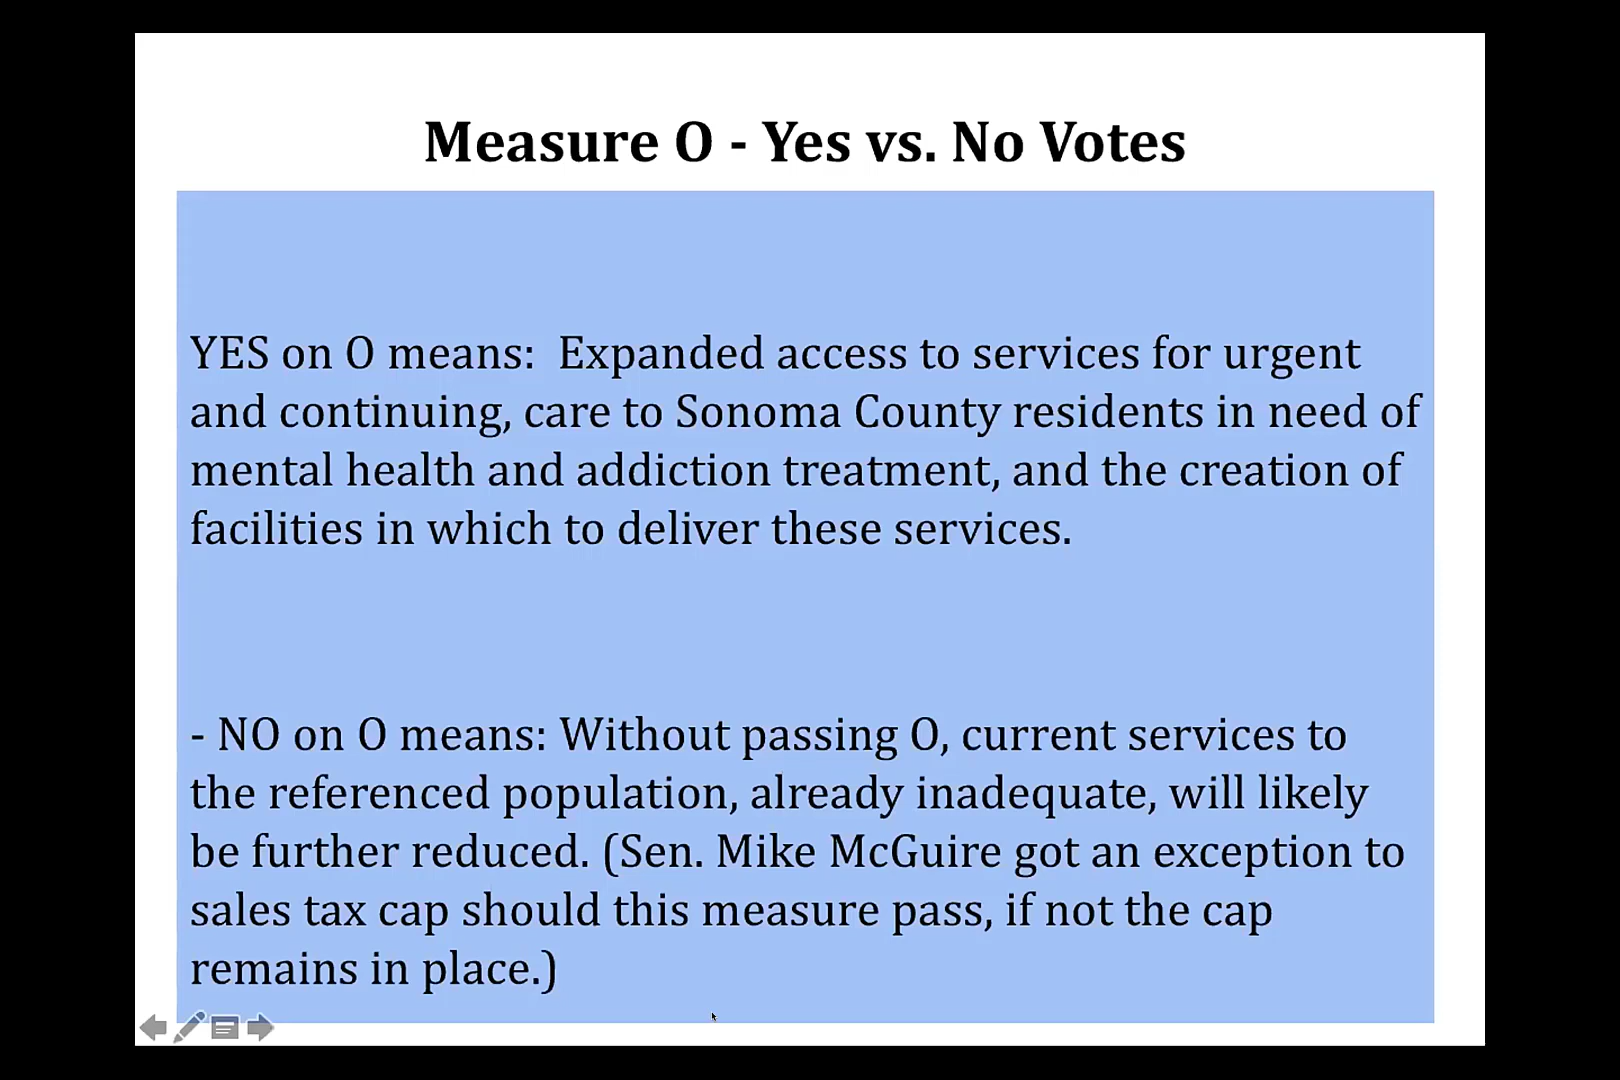 Measure O - Yes vs. No Votes
YES on O means:  Expanded access to services for urgent
and continuing, care to Sonoma County residents in need of
mental health and addiction treatment, and the creation of
facilities in which to deliver these services.
- NO on O means: Without passing O, current services to
the referenced population, already inadequate, will likely
be further reduced. (Sen. Mike McGuire got an exception to
sales tax cap should this measure pass, if not the cap
remains in place.)